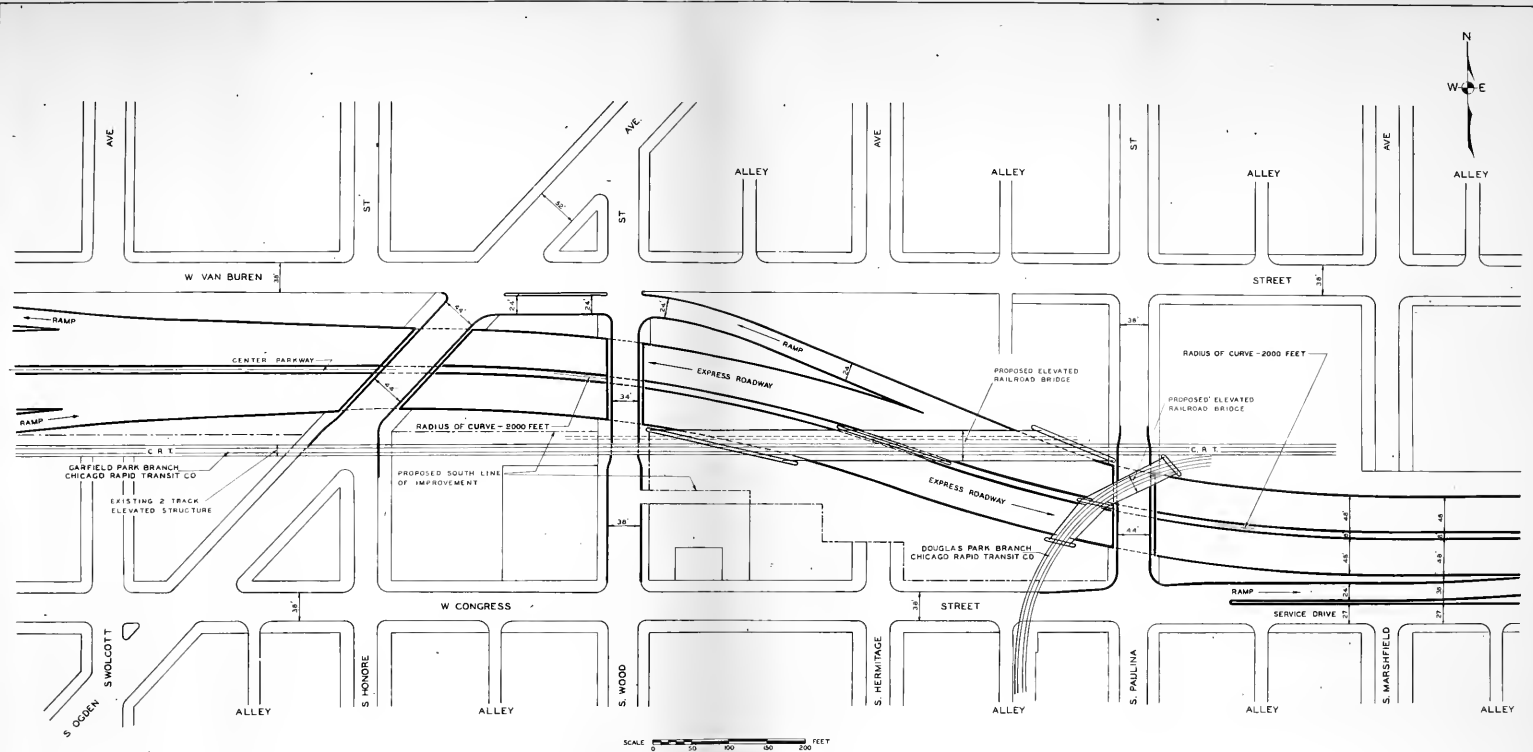 N
W E
AVE
ST
AVE.
ST
AVE
ST
AVE
ALLEY
ALLEY
ALLEY
ALLEY
52'
W VAN BUREN
38'
STREET
38'
24'
24'
24'
44'
38'
RAMP
CENTER PARKWAY
RAMP
EXPRESS ROADWAY
24'
RADIUS OF CURVE - 2000 FEET
PROPOSED ELEVATED
RAILROAD BRIDGE
PROPOSED ELEVATED
RAILROAD BRIDGE
44'
34'
RAMP
RADIUS OF CURVE - 2000 FEET
C. R. T.
C. R. T.
GARFIELD PARK BRANCH
CHICAGO RAPID TRANSIT CO
PROPOSED SOUTH LINE
OF IMPROVEMENT
EXISTING 2 TRACK
ELEVATED STRUCTURE
EXPRESS ROADWAY
38'
44'
DOUGLAS PARK BRANCH
CHICAGO RAPID TRANSIT CO
48'
48
48'
48'
24'
38
27
27
RAMP
SERVICE DRIVE
38'
W CONGRESS
38'
STREET
S WOLCOTT
S OGDEN
S HONORE
S. WOOD
S. HERMITAGE
S. PAULINA
S. MARSHFIELD
ALLEY
ALLEY
ALLEY
ALLEY
ALLEY
SCALE 0 50 100 150 200 FEET